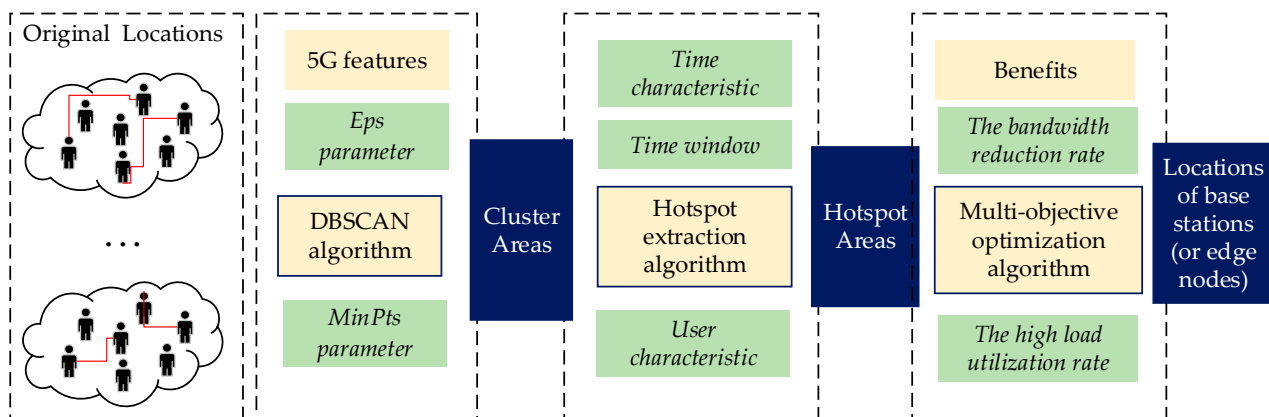 Original Locations
...
5G features
Eps
parameter
DBSCAN
algorithm
MinPts
parameter
Cluster
Areas
Time
characteristic
Time window
Hotspot
extraction
algorithm
User
characteristic
Hotspot
Areas
Benefits
The bandwidth
reduction rate
Multi-objective
optimization
algorithm
The high load
utilization rate
Locations
of base
stations
(or edge
nodes)